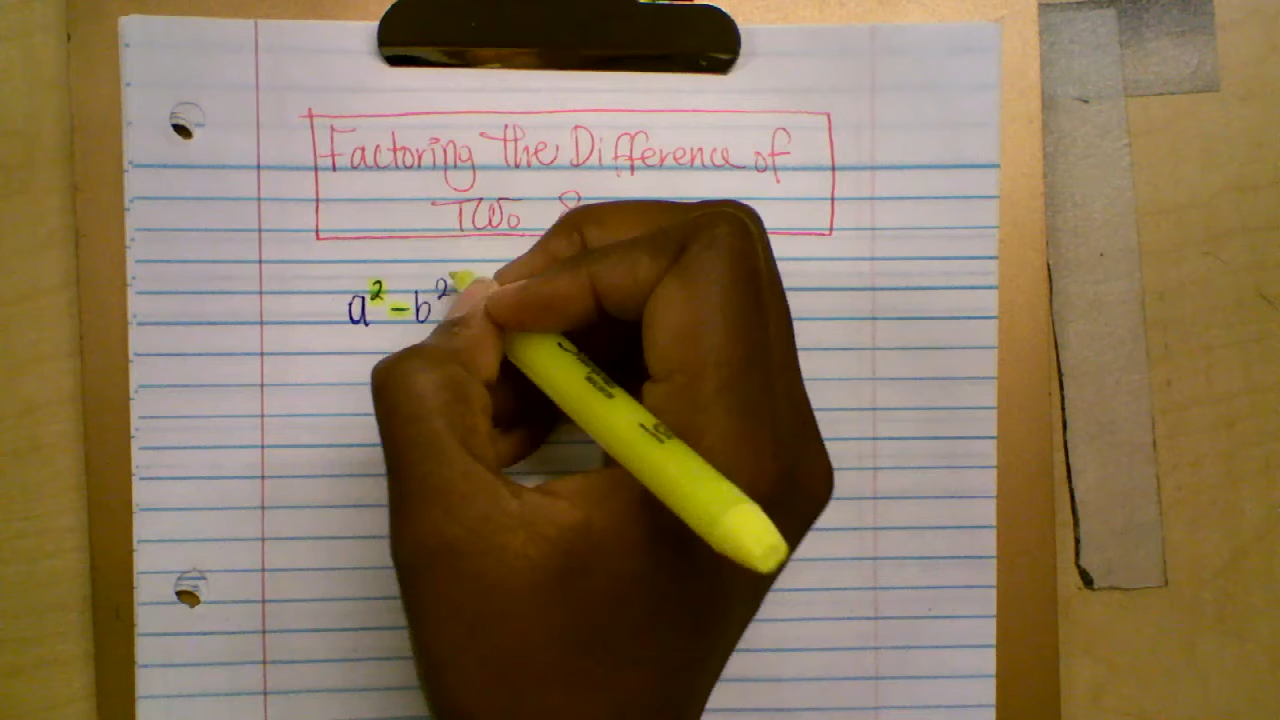 Factoring the Difference of
Two
a² - b²